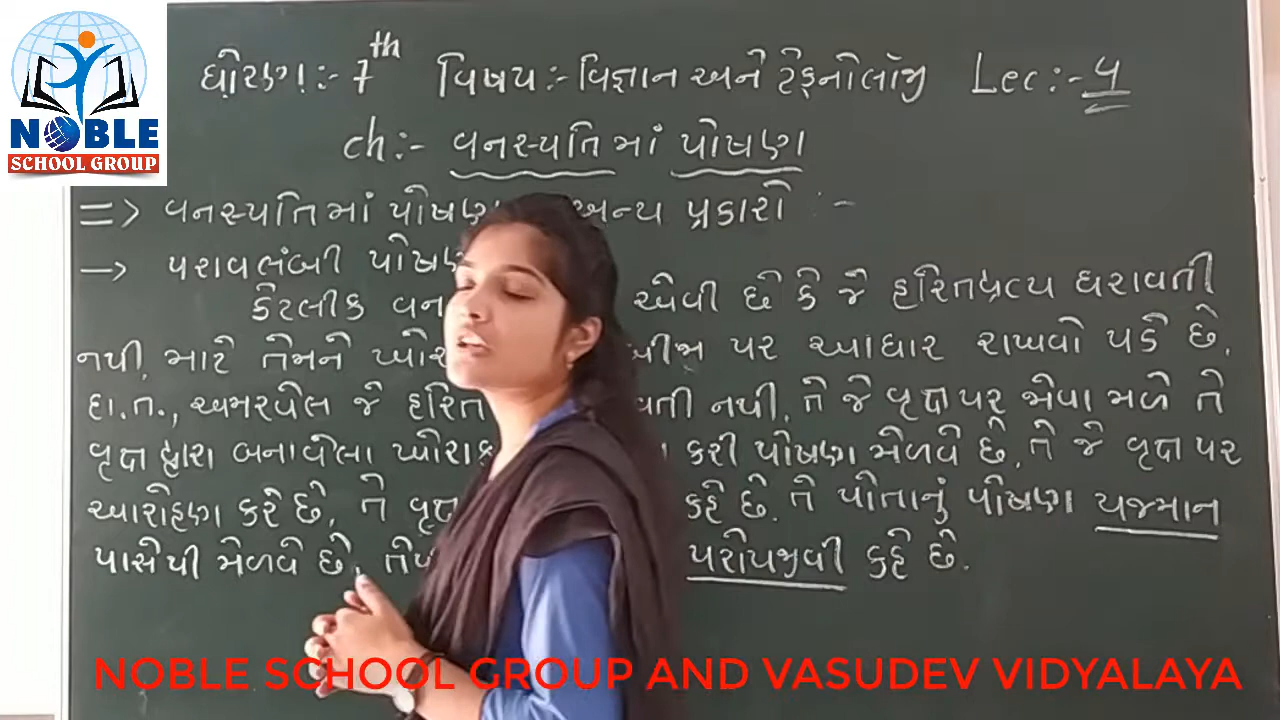 NOBLE
SCHOOL GROUP
ધોરણ :- 7th વિષય :- વિજ્ઞાન અને ટેકનોલોજી Lec :- 5
ch :- વનસ્પતિમાં પોષણ
=> વનસ્પતિમાં પોષણ અન્ય પ્રકારો :-
-> પરાવલંબી પોષણ
કેટલીક વન એવી છે કે જે હરિતદ્રવ્ય ધરાવતી
નથી. માટે તેમને ખોરા બીજા પર આધાર રાખવો પડે છે.
દા.ત., અમરવેલ જે હરિત વતી નથી. તે જે વૃક્ષ પર જોવા મળે તે
વૃક્ષ દ્વારા બનાવેલા ખોરાક કરી પોષણ મેળવે છે. તે જે વૃક્ષ પર
આરોહણ કરે છે, તે વૃક્ષ કહે છે. તે પોતાનું પોષણ યજમાન
પાસેથી મેળવે છે, તેથી પરોપજીવી કહે છે.
NOBLE SCHOOL GROUP AND VASUDEV VIDYALAYA